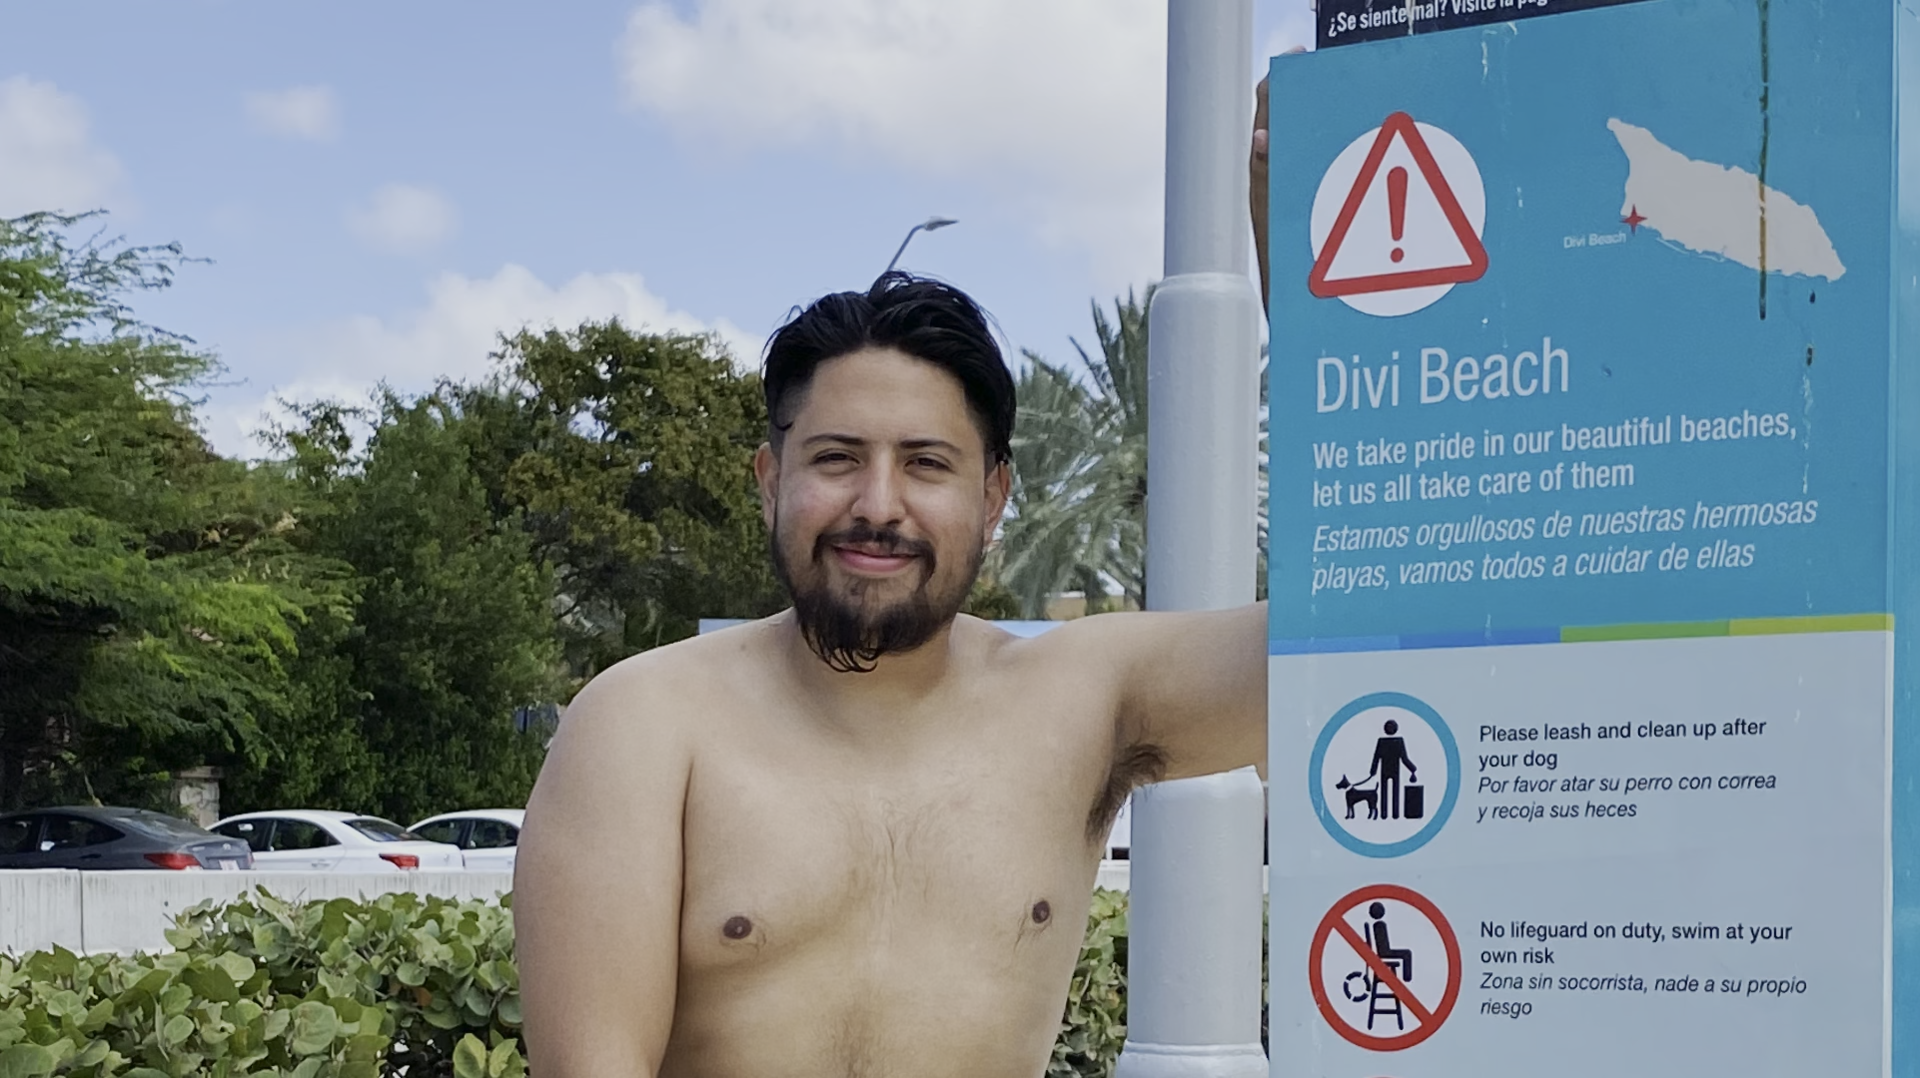 ¿Se siente mal? Visite la pág
Divi Beach
Divi Beach
We take pride in our beautiful beaches,
let us all take care of them
Estamos orgullosos de nuestras hermosas
playas, vamos todos a cuidar de ellas
Please leash and clean up after
your dog
Por favor atar su perro con correa
y recoja sus heces
No lifeguard on duty, swim at your
own risk
Zona sin socorrista, nade a su propio
riesgo